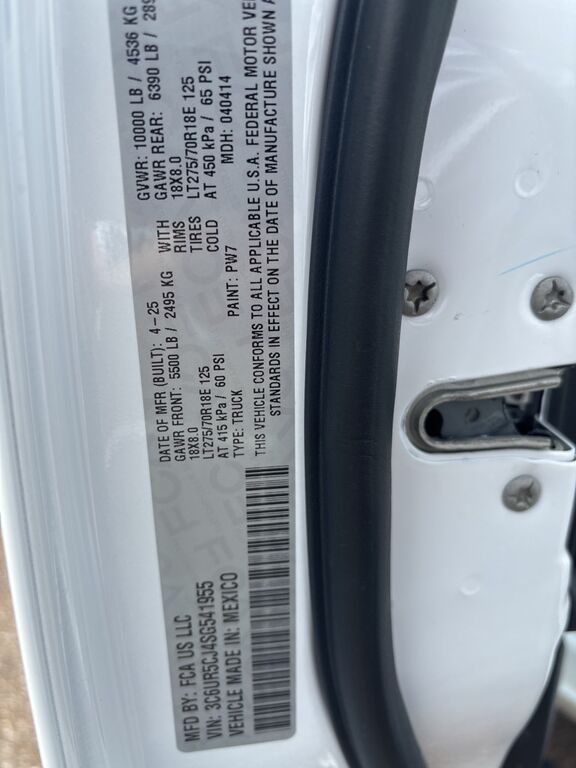 MFD BY: FCA US LLC
DATE OF MFR (BUILT): 4-25
GVWR: 10000 LB / 4536 KG
GAWR FRONT: 5500 LB / 2495 KG WITH
GAWR REAR: 6390 LB /
18X8.0 RIMS 18X8.0
LT275/70R18E 125 TIRES LT275/70R18E 125
AT 415 kPa / 60 PSI COLD AT 450 kPa / 65 PSI
VIN: 3C6UR5CJ4SG541955
TYPE: TRUCK
PAINT: PW7
MDH: 040414
VEHICLE MADE IN: MEXICO
THIS VEHICLE CONFORMS TO ALL APPLICABLE U.S.A. FEDERAL MOTOR
STANDARDS IN EFFECT ON THE DATE OF MANUFACTURE SHOWN